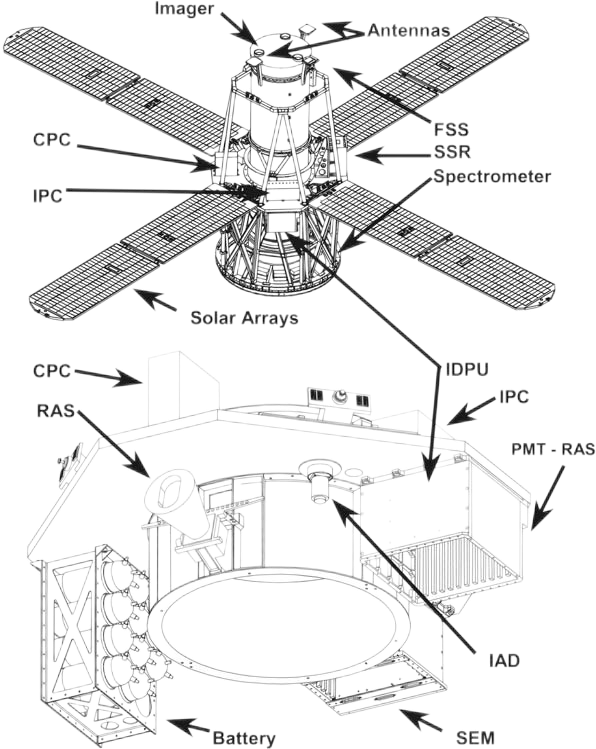 Imager
Antennas
FSS
CPC
SSR
Spectrometer
IPC
Solar Arrays
CPC
IDPU
IPC
RAS
PMT - RAS
IAD
Battery
SEM